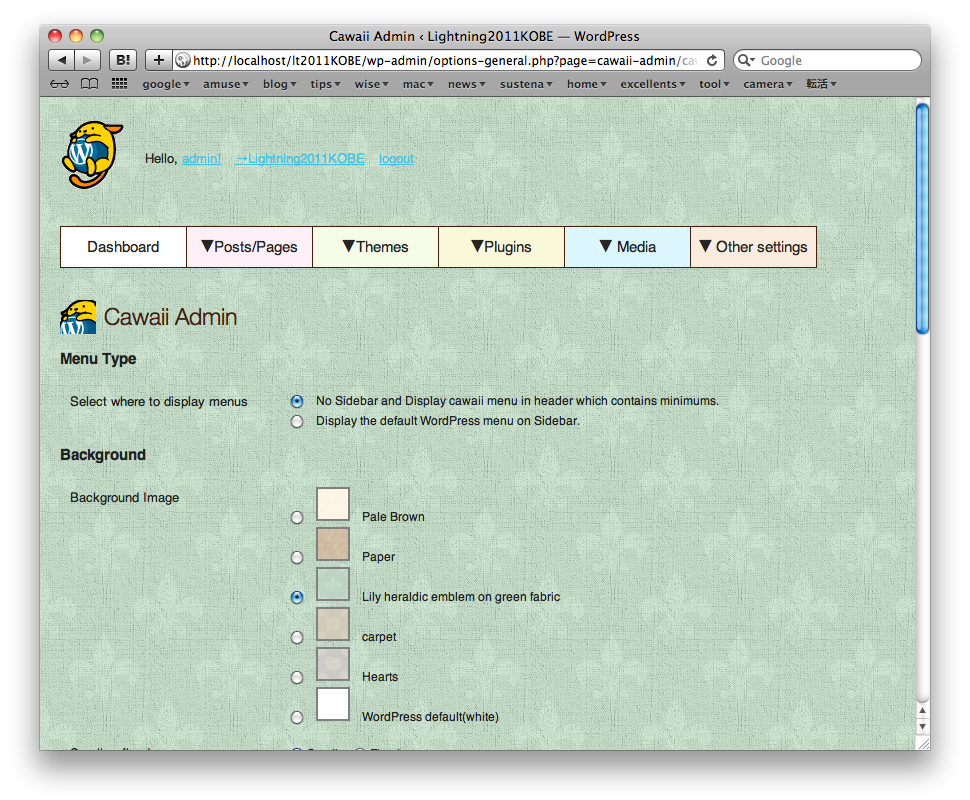 Cawaii Admin ‹ Lightning2011KOBE — WordPress
B! + http://localhost/lt2011KOBE/wp-admin/options-general.php?page=cawaii-admin/ca Google
google▾ amuse▾ blog▾ tips▾ wise▾ mac▾ news▾ sustena▾ home▾ excellents▾ tool▾ camera▾ 転活▾
Hello, admin! →Lightning2011KOBE logout
Dashboard ▼Posts/Pages ▼Themes ▼Plugins ▼ Media ▼ Other settings
Cawaii Admin
Menu Type
Select where to display menus
No Sidebar and Display cawaii menu in header which contains minimums.
Display the default WordPress menu on Sidebar.
Background
Background Image
Pale Brown
Paper
Lily heraldic emblem on green fabric
carpet
Hearts
WordPress default(white)